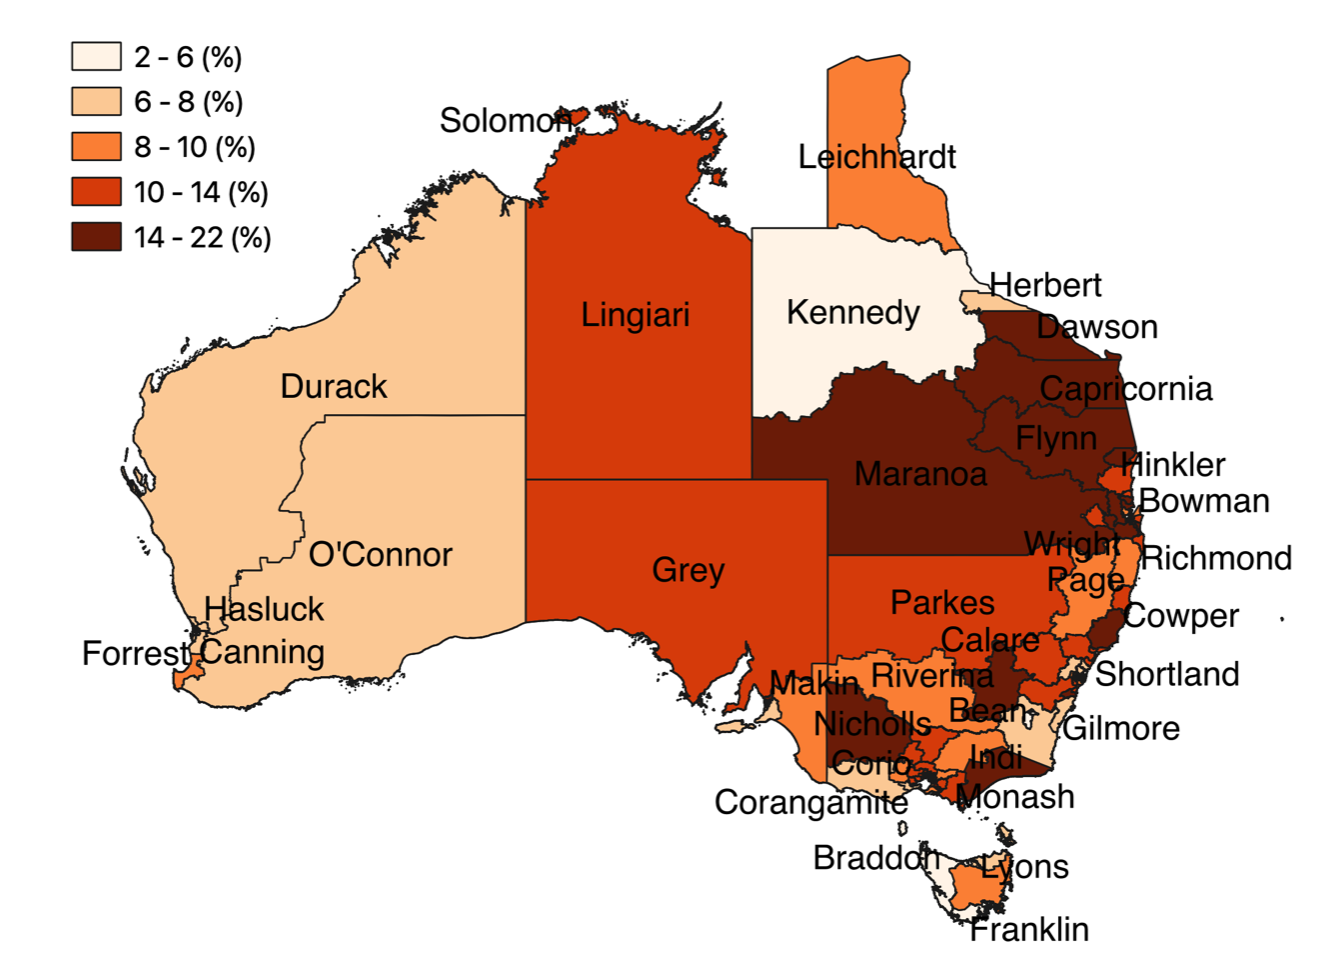 2 - 6 (%)
6 - 8 (%)
8 - 10 (%)
10 - 14 (%)
14 - 22 (%)
Solomon
Leichhardt
Herbert
Lingiari
Kennedy
Dawson
Durack
Capricornia
Flynn
Hinkler
Maranoa
Bowman
Wright
O'Connor
Richmond
Grey
Page
Parkes
Hasluck
Cowper
Calare
Forrest
Canning
Shortland
Makin
Riverina
Bean
Nicholls
Gilmore
Corio
Indi
Corangamite
Monash
Braddon
Lyons
Franklin